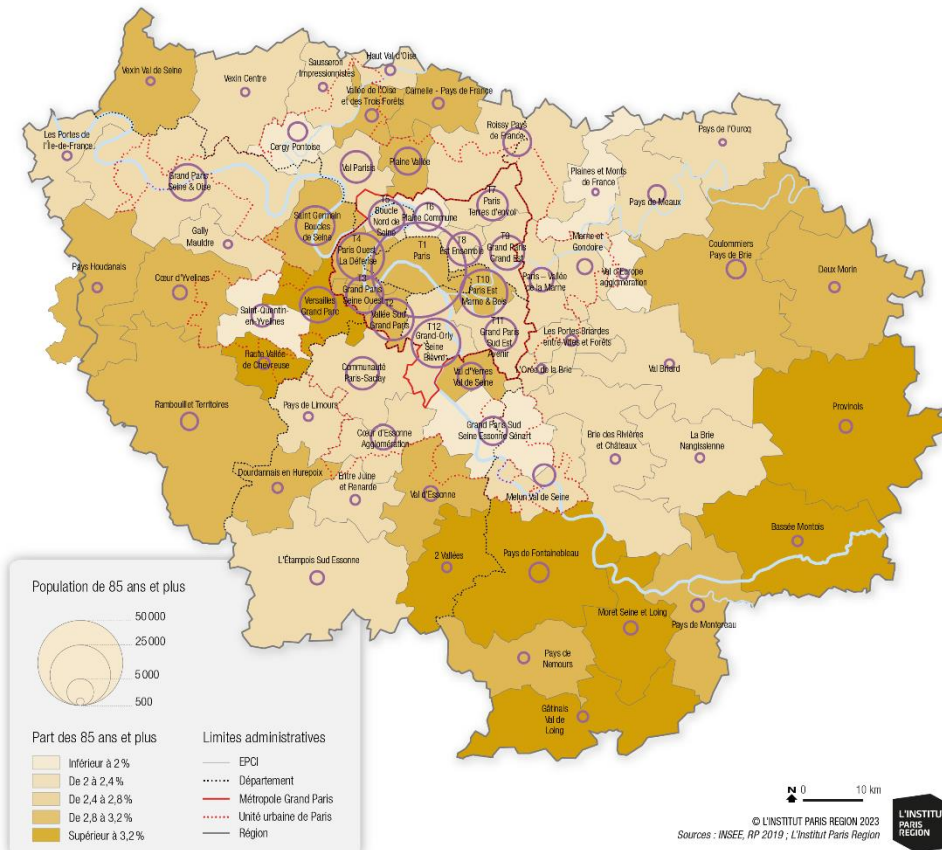 Haut Val d'Oise
Sausseron
Impressionnistes
Vexin Val de Seine
Vexin Centre
Vallée de l'Oise
et des Trois Forêts
Carnelle - Pays de France
Roissy Pays
de France
Pays de l'Ourcq
Les Portes de
l'Île-de-France
Cergy Pontoise
Val Parisis
Plaine Vallée
Grand Paris
Seine & Oise
Plaines et Monts
de France
Pays de Meaux
T7
Paris
Terres d'envol
T5
Boucle
Nord de
Seine
T6
Plaine Commune
Saint Germain
Boucles
de Seine
Gally
Mauldre
T4
Paris Ouest
La Défense
T1
Paris
T8
Est Ensemble
T9
Grand Paris
Grand Est
Marne et
Gondoire
Val d'Europe
agglomération
Coulommiers
Pays de Brie
Deux Morin
Pays Houdanais
Cœur d'Yvelines
T3
Grand Paris
Seine Ouest
T10
Paris Est
Marne & Bois
Paris – Vallée
de la Marne
Versailles
Grand Parc
Saint-Quentin-
en-Yvelines
Vallée Sud
Grand Paris
T12
Grand-Orly
Seine
Bièvre
T11
Grand Paris
Sud Est
Avenir
Les Portes Briardes
entre Villes et Forêts
Haute Vallée
de Chevreuse
Communauté
Paris-Saclay
Val d'Yerres
Val de Seine
Orée de la Brie
Val Briard
Rambouillet Territoires
Pays de Limours
Provinois
Cœur d'Essonne
Agglomération
Grand Paris Sud
Seine Essonne Sénart
Brie des Rivières
et Châteaux
La Brie
Nangissienne
Dourdannais en Hurepoix
Entre Juine
et Renarde
Val d'Essonne
Melun Val de Seine
Bassée Montois
L'Étampois Sud Essonne
2 Vallées
Pays de Fontainebleau
Moret Seine et Loing
Pays de Montereau
Pays de
Nemours
Gâtinais
Val de
Loing
Population de 85 ans et plus
50 000
25 000
5 000
500
Part des 85 ans et plus
Inférieur à 2 %
De 2 à 2,4 %
De 2,4 à 2,8 %
De 2,8 à 3,2 %
Supérieur à 3,2 %
Limites administratives
EPCI
Département
Métropole Grand Paris
Unité urbaine de Paris
Région
N 0 10 km
© L'INSTITUT PARIS REGION 2023
Sources : INSEE, RP 2019 ; L'Institut Paris Region
L'INSTITUT
PARIS
REGION